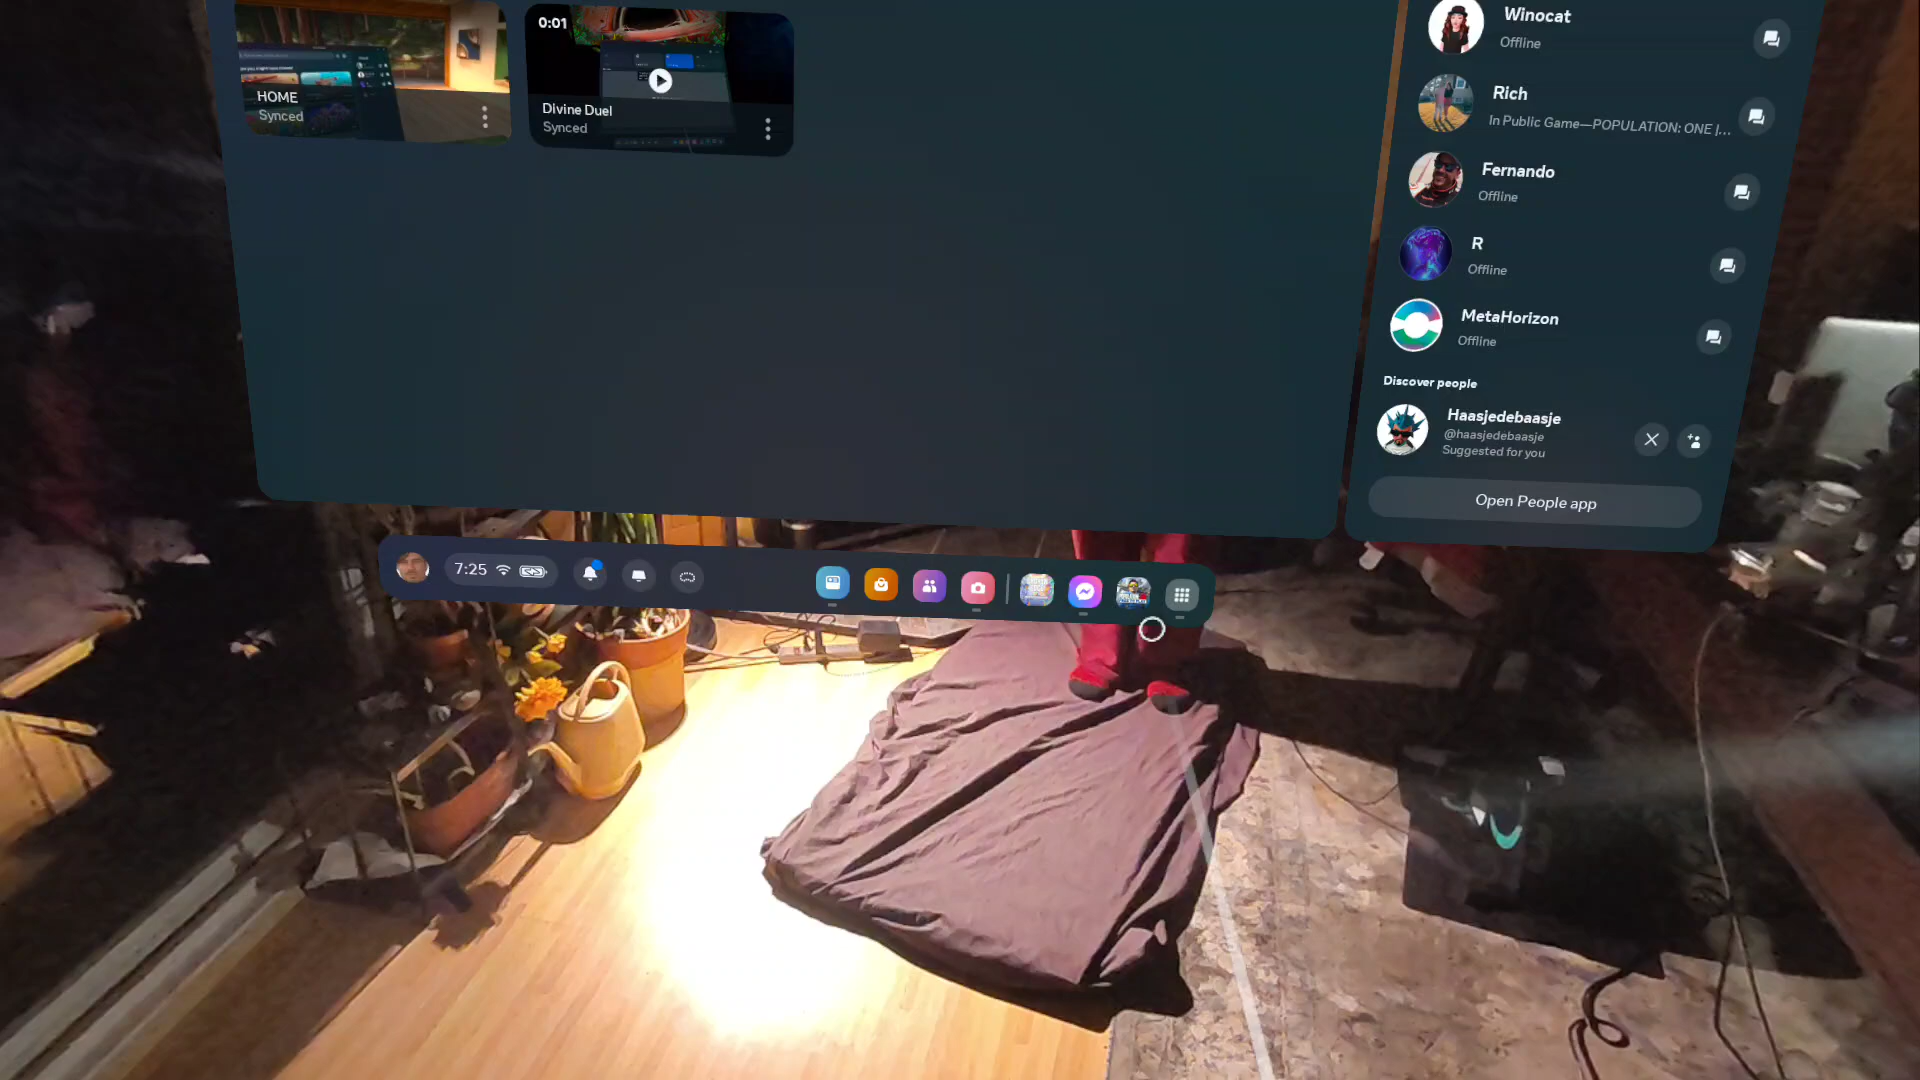 0:01
HOME
Synced
Divine Duel
Synced
Winocat
Offline
Rich
In Public Game—POPULATION: ONE |...
Fernando
Offline
R
Offline
MetaHorizon
Offline
Discover people
Haasjedebaasje
@haasjedebaasje
Suggested for you
Open People app
7:25